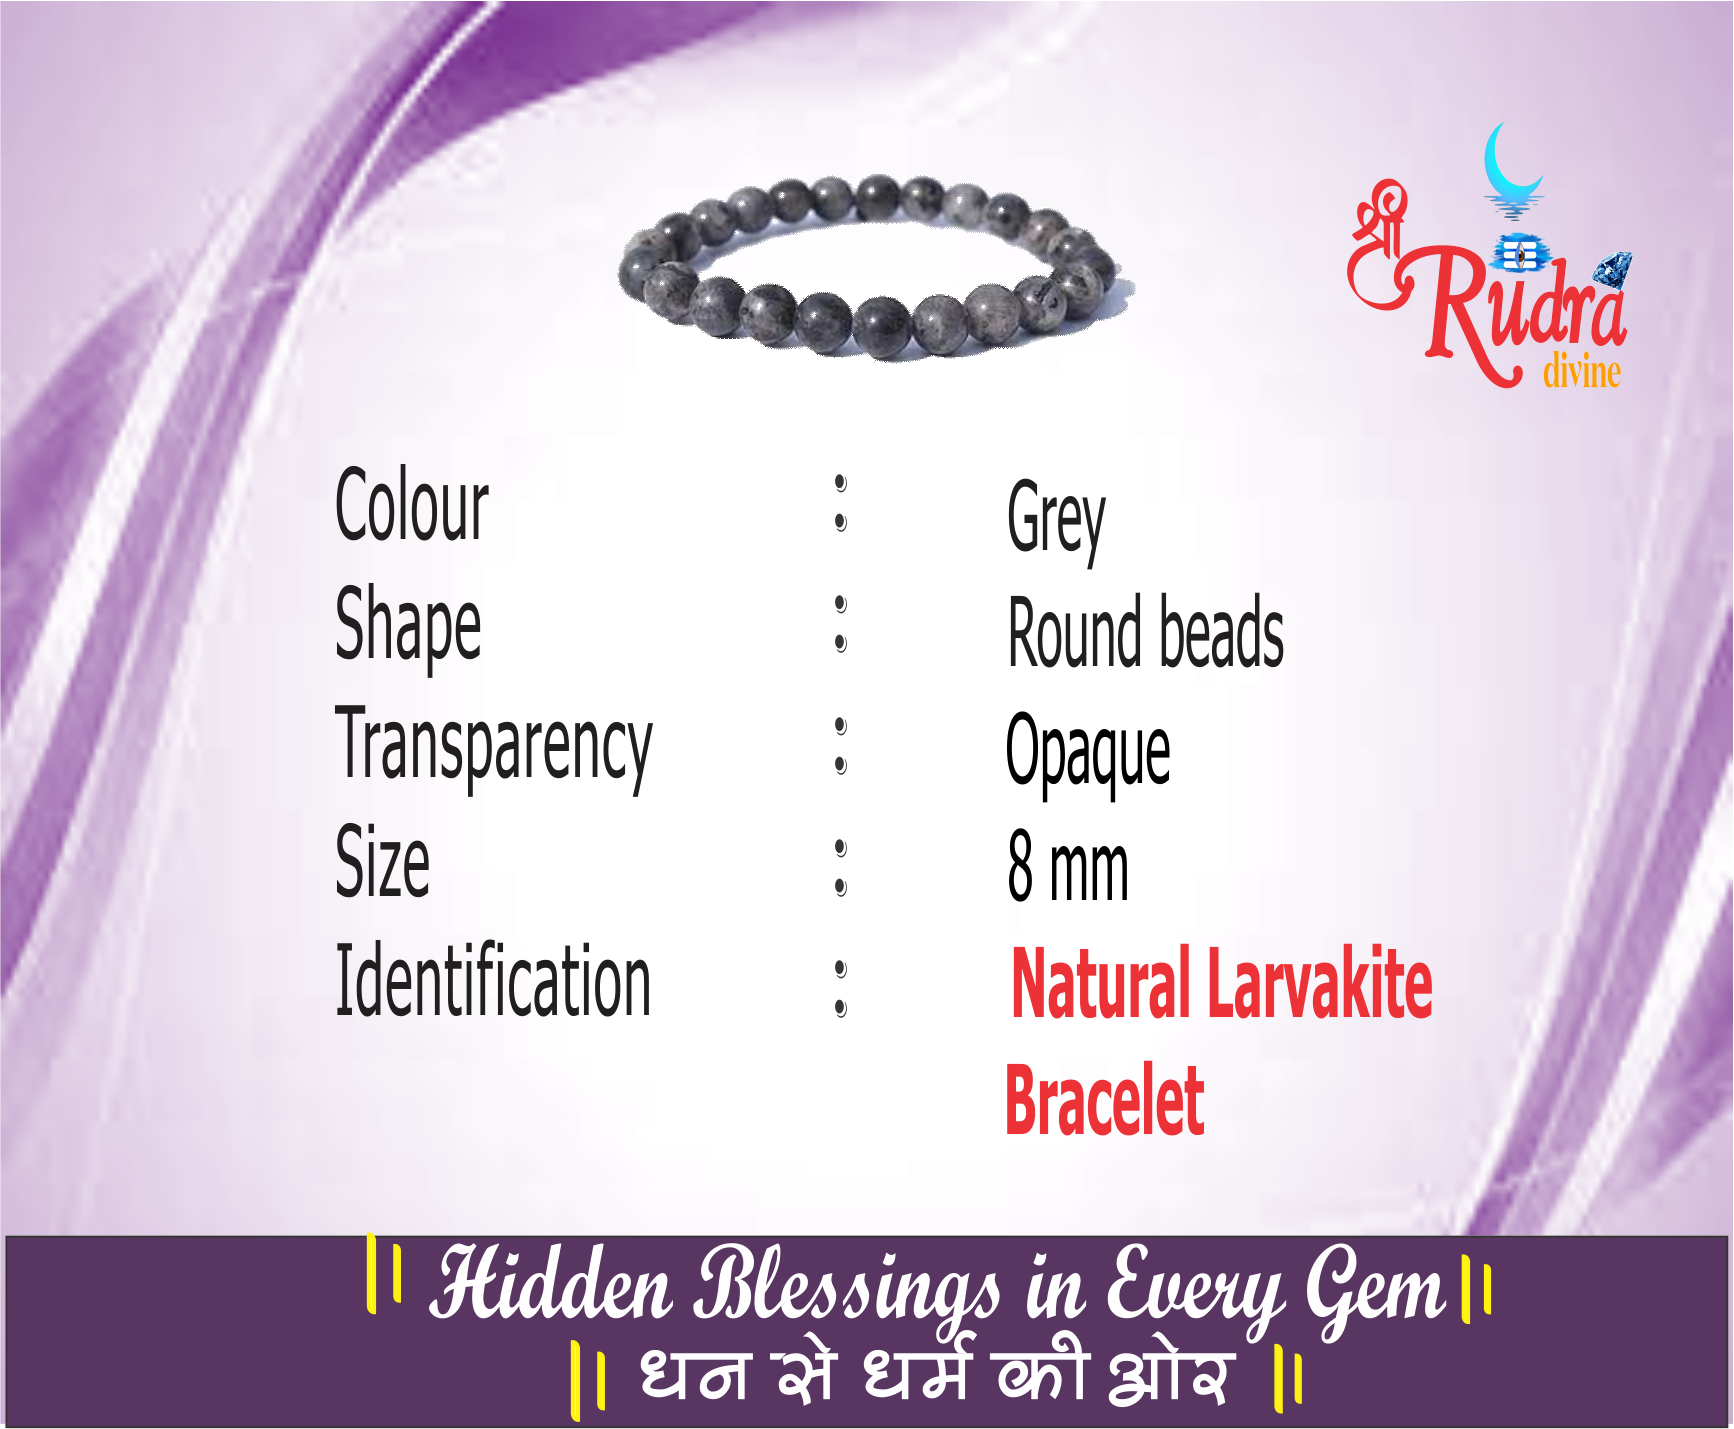 श्री
Rudra
divine
Colour : Grey
Shape : Round beads
Transparency : Opaque
Size : 8 mm
Identification : Natural Larvakite
Bracelet
|| Hidden Blessings in Every Gem ||
|| धन से धर्म की ओर ||